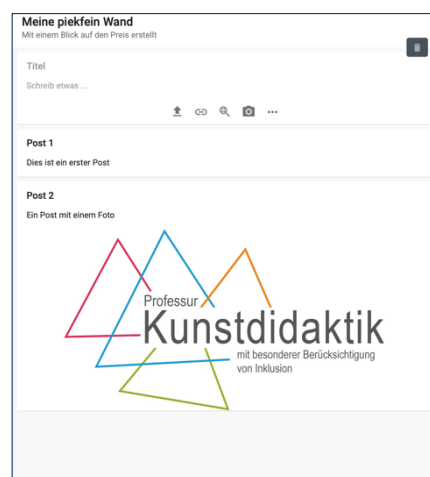 Meine piekfein Wand
Mit einem Blick auf den Preis erstellt
Titel
Schreib etwas ...
Post 1
Dies ist ein erster Post
Post 2
Ein Post mit einem Foto
Professur
Kunstdidaktik
mit besonderer Berücksichtigung
von Inklusion